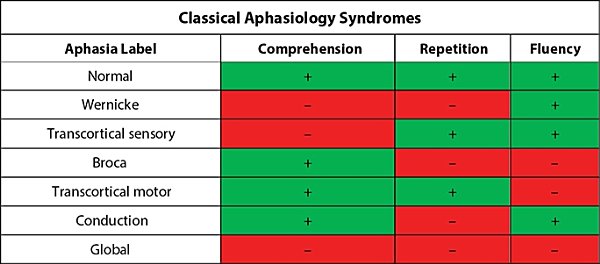 Classical Aphasiology Syndromes
Aphasia Label Comprehension Repetition Fluency
Normal + + +
Wernicke – – +
Transcortical sensory – + +
Broca + – –
Transcortical motor + + –
Conduction + – +
Global – – –